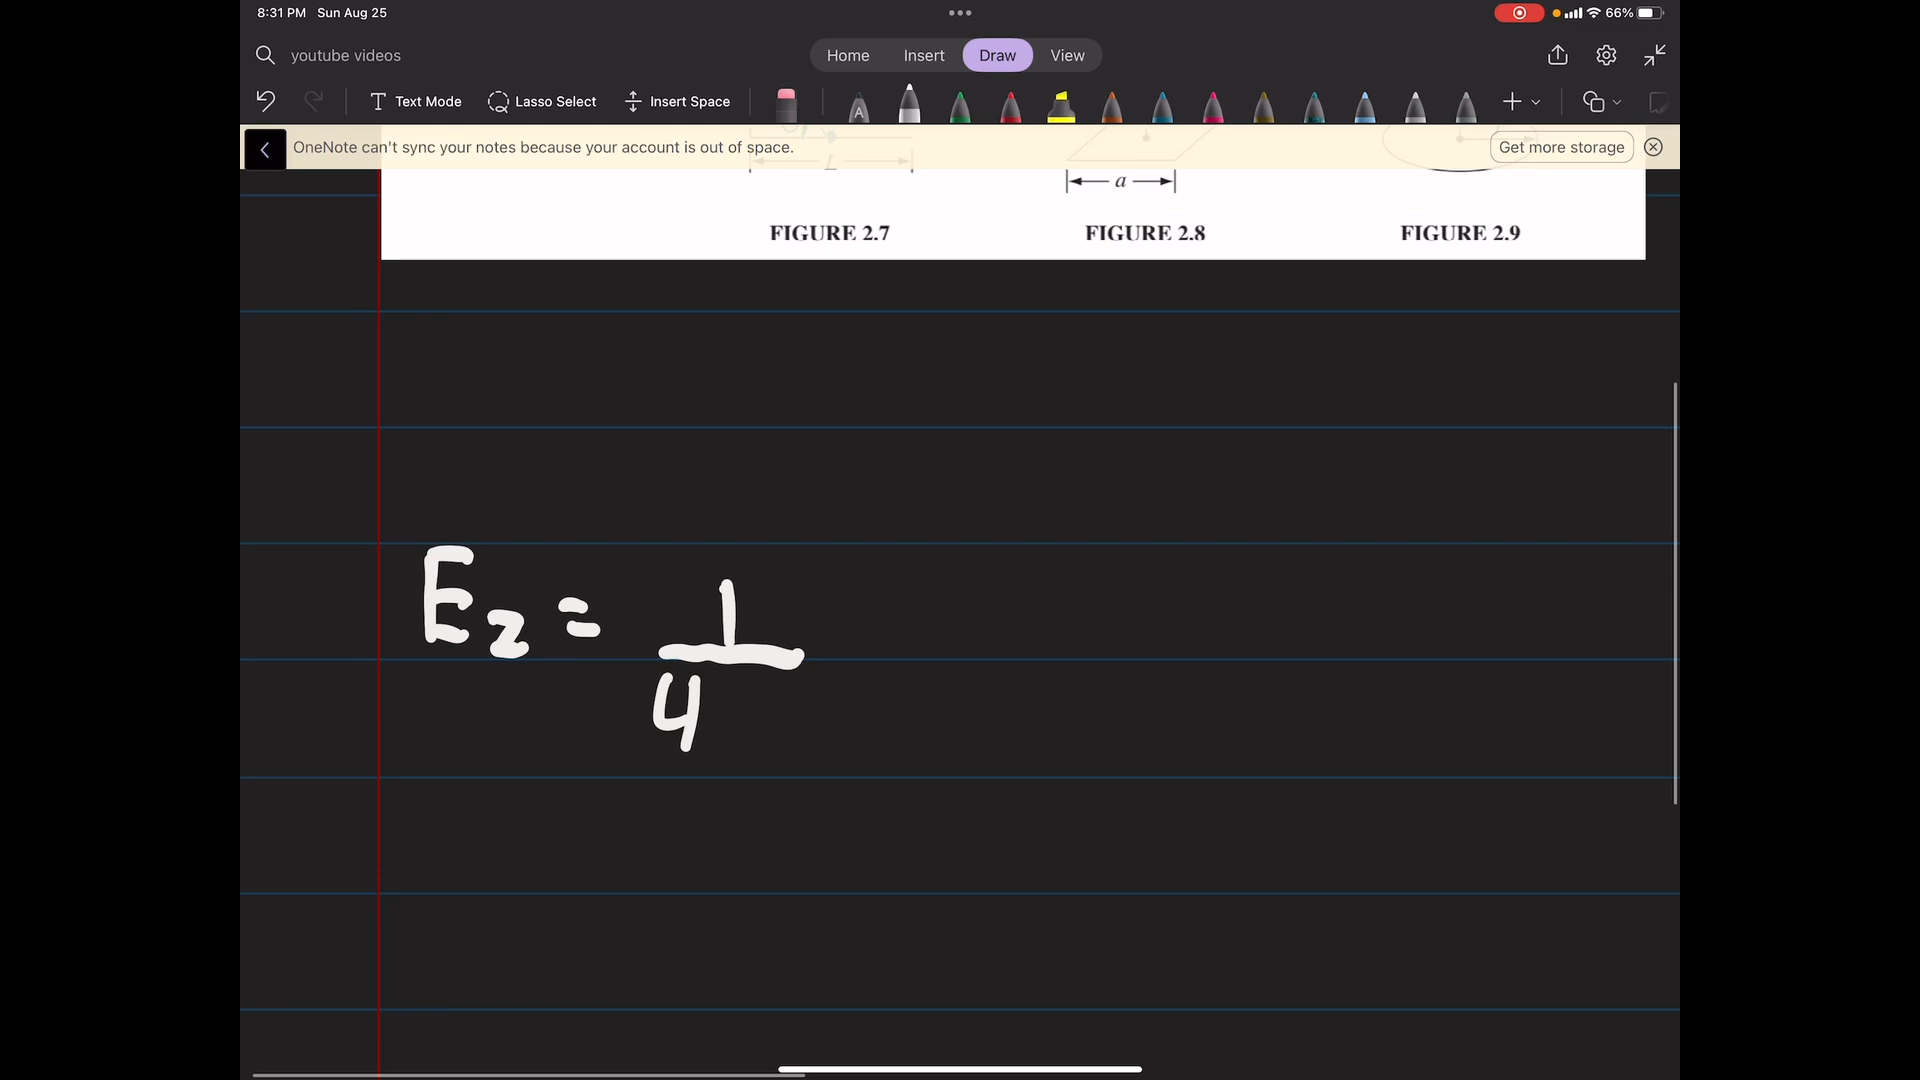 8:31 PM Sun Aug 25 66%
youtube videos Home Insert Draw View
Text Mode Lasso Select Insert Space A
OneNote can't sync your notes because your account is out of space. Get more storage
L
a
FIGURE 2.7 FIGURE 2.8 FIGURE 2.9
E₂ = 1
4